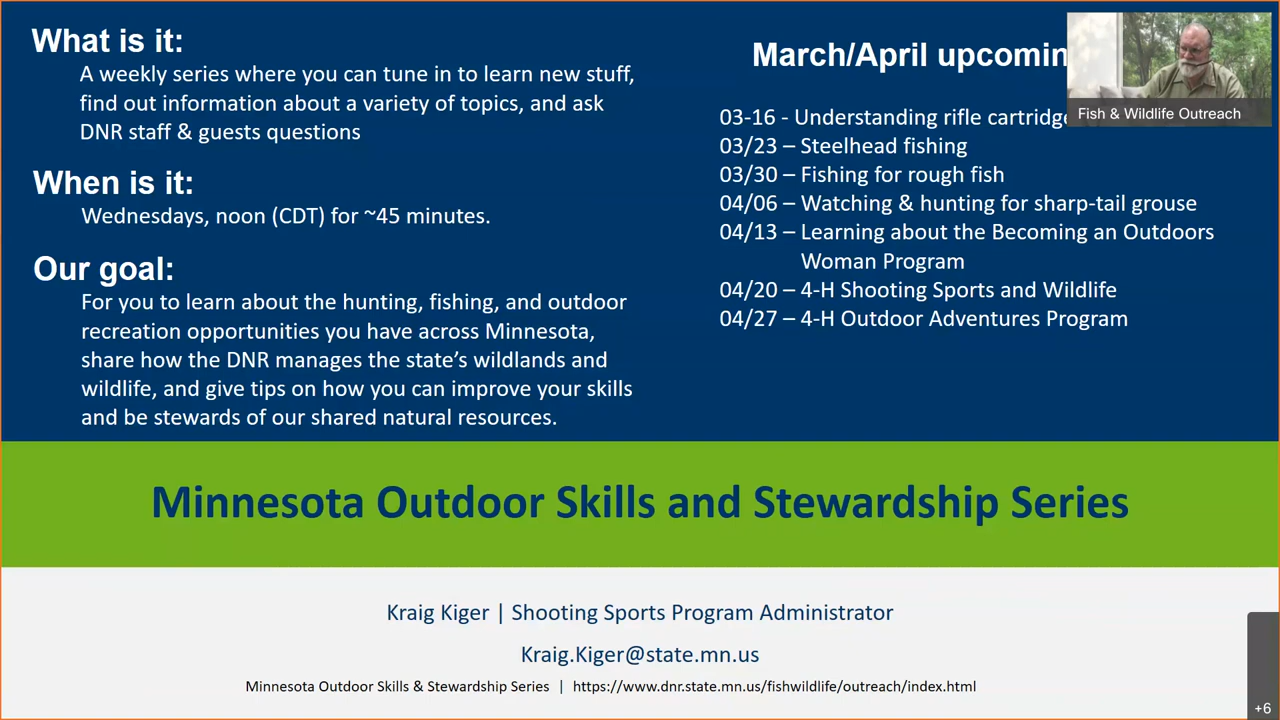 What is it:
A weekly series where you can tune in to learn new stuff,
find out information about a variety of topics, and ask
DNR staff & guests questions
When is it:
Wednesdays, noon (CDT) for ~45 minutes.
Our goal:
For you to learn about the hunting, fishing, and outdoor
recreation opportunities you have across Minnesota,
share how the DNR manages the state's wildlands and
wildlife, and give tips on how you can improve your skills
and be stewards of our shared natural resources.
March/April upcomin
03-16 - Understanding rifle cartridge
03/23 – Steelhead fishing
03/30 – Fishing for rough fish
04/06 – Watching & hunting for sharp-tail grouse
04/13 – Learning about the Becoming an Outdoors
Woman Program
04/20 – 4-H Shooting Sports and Wildlife
04/27 – 4-H Outdoor Adventures Program
Fish & Wildlife Outreach
Minnesota Outdoor Skills and Stewardship Series
Kraig Kiger | Shooting Sports Program Administrator
Kraig.Kiger@state.mn.us
Minnesota Outdoor Skills & Stewardship Series | https://www.dnr.state.mn.us/fishwildlife/outreach/index.html
+6